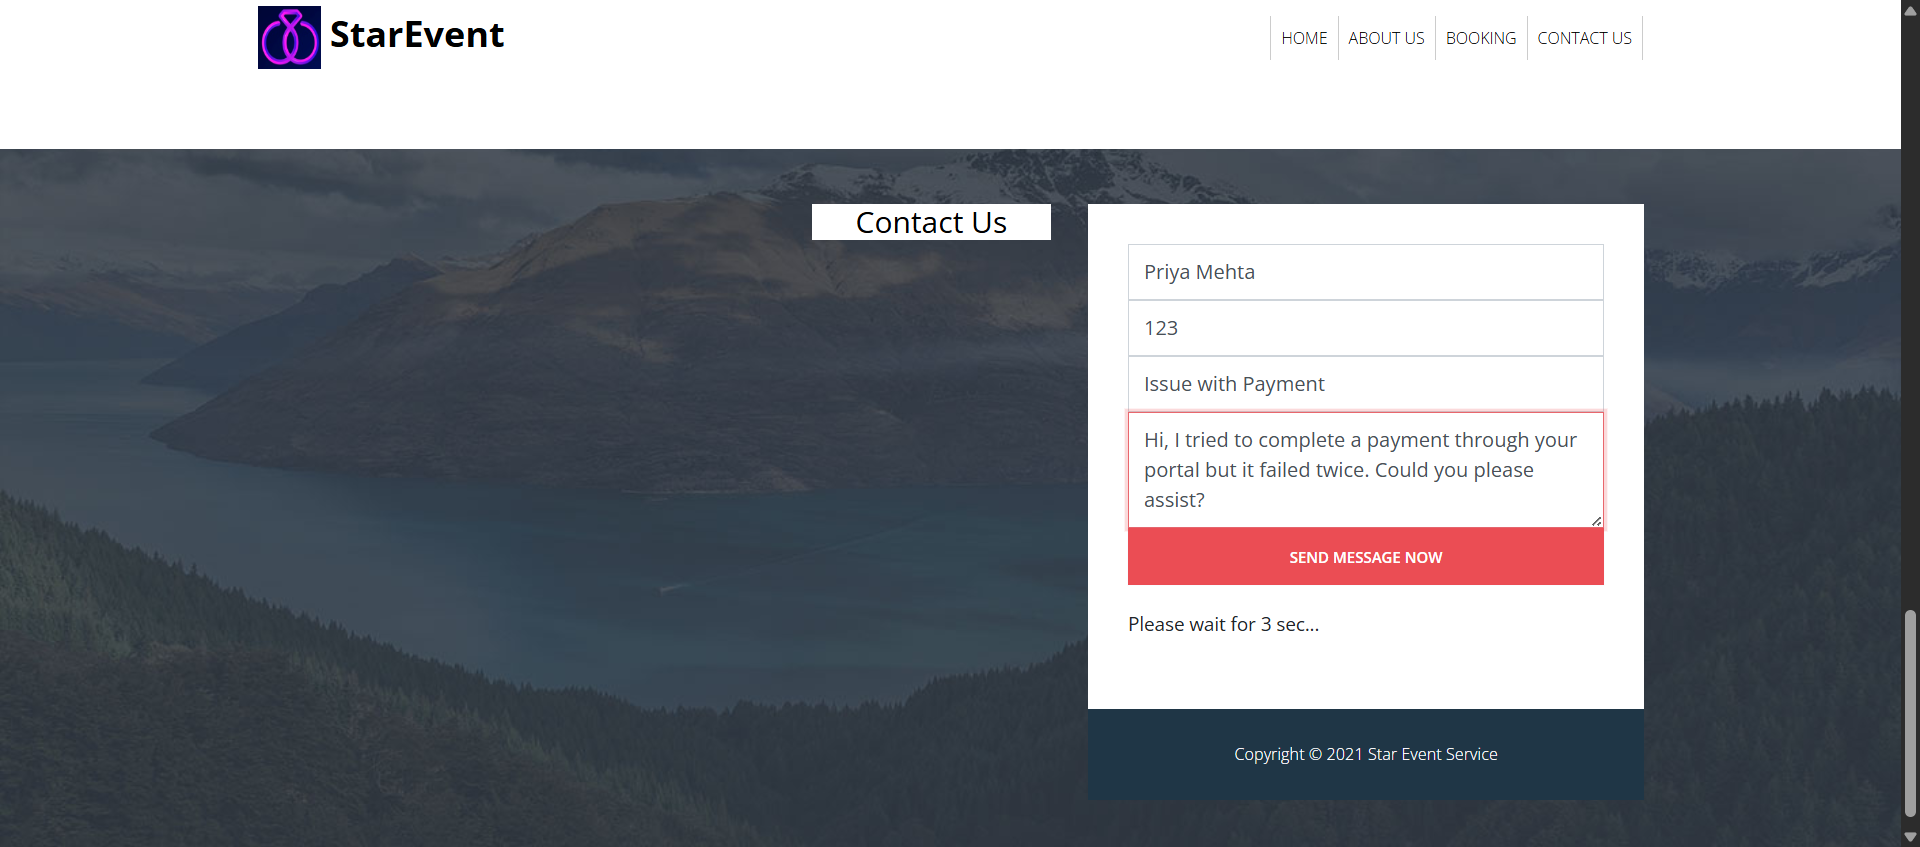 StarEvent
HOME
ABOUT US
BOOKING
CONTACT US
Contact Us
Priya Mehta
123
Issue with Payment
Hi, I tried to complete a payment through your
portal but it failed twice. Could you please
assist?
SEND MESSAGE NOW
Please wait for 3 sec...
Copyright © 2021 Star Event Service